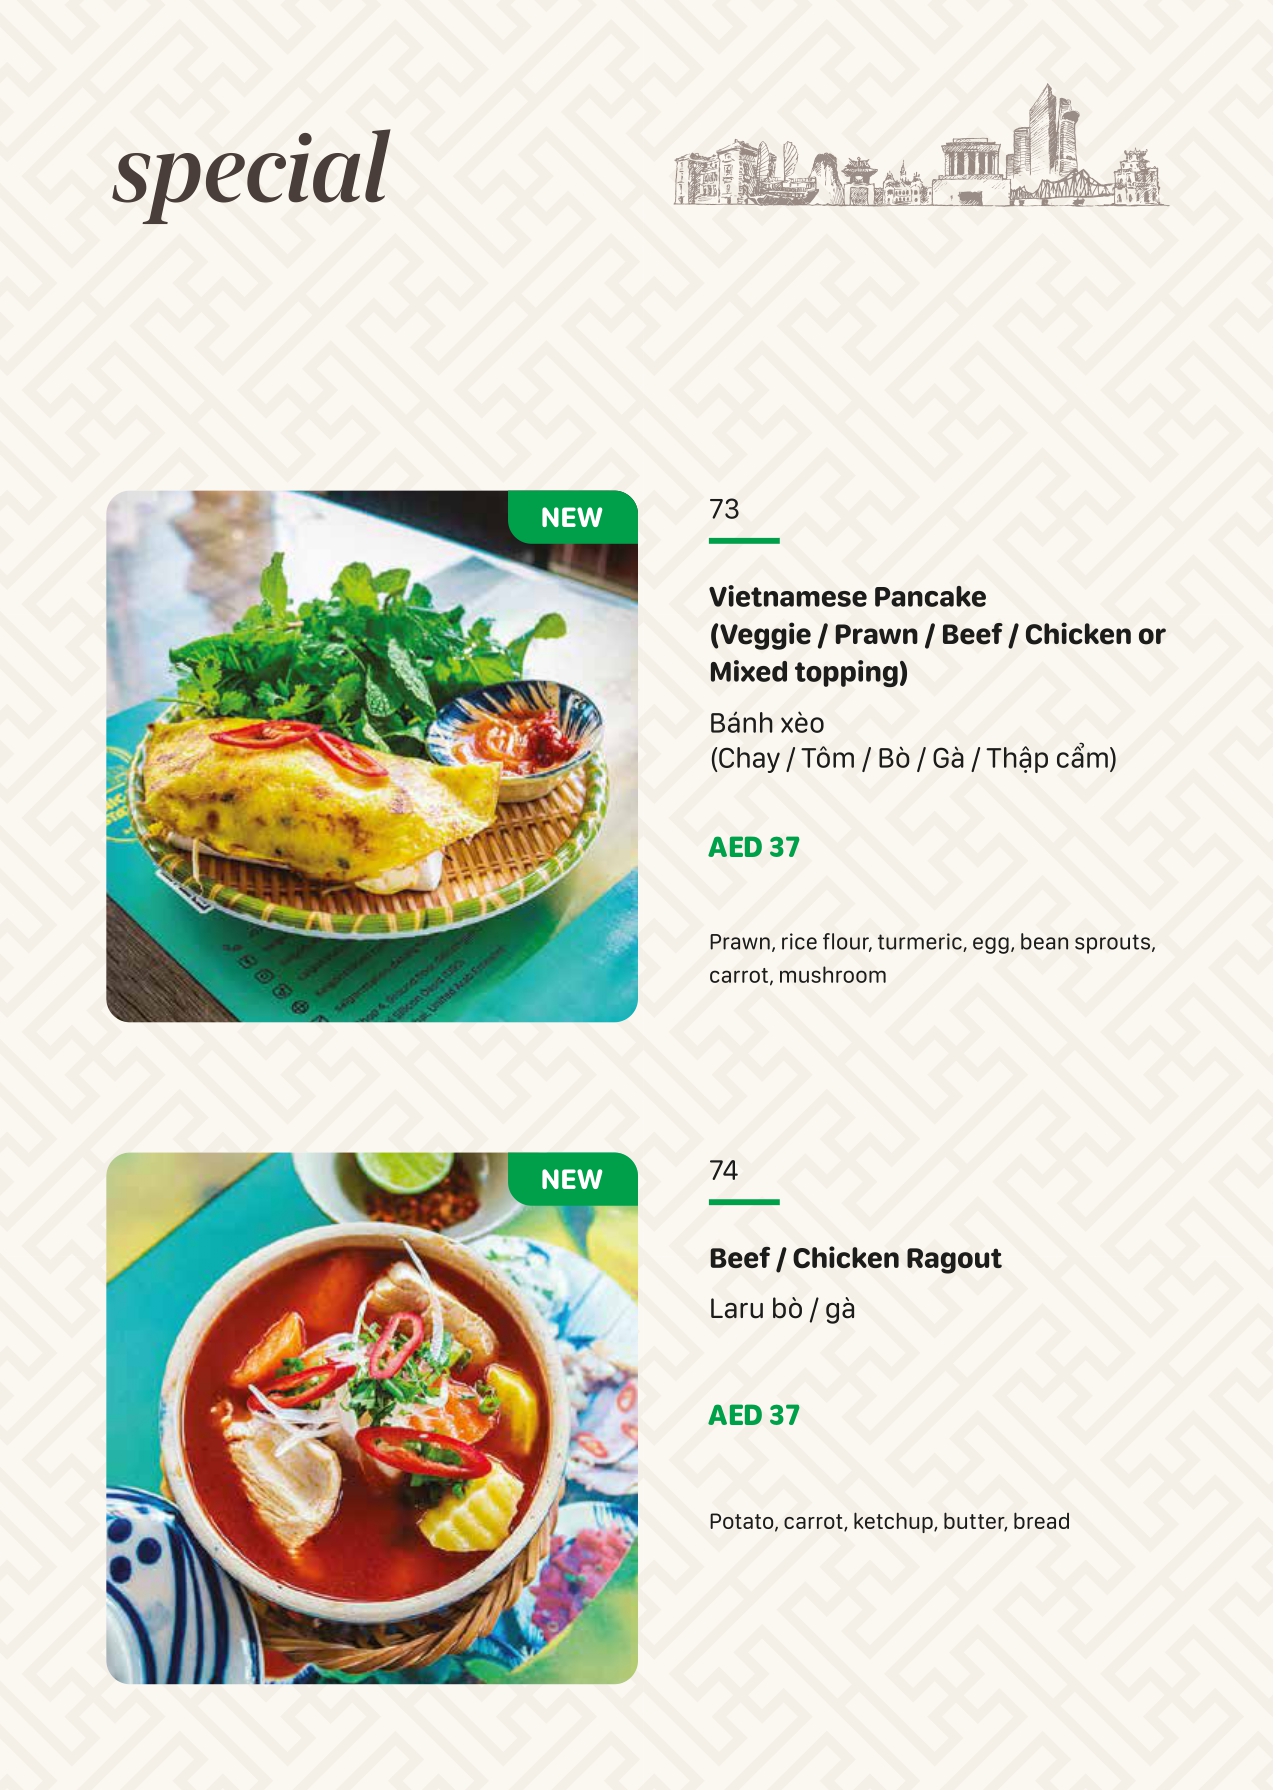 special
NEW
73
Vietnamese Pancake
(Veggie / Prawn / Beef / Chicken or
Mixed topping)
Bánh xèo
(Chay / Tôm / Bò / Gà / Thập cẩm)
AED 37
Prawn, rice flour, turmeric, egg, bean sprouts,
carrot, mushroom
NEW
74
Beef / Chicken Ragout
Laru bò / gà
AED 37
Potato, carrot, ketchup, butter, bread